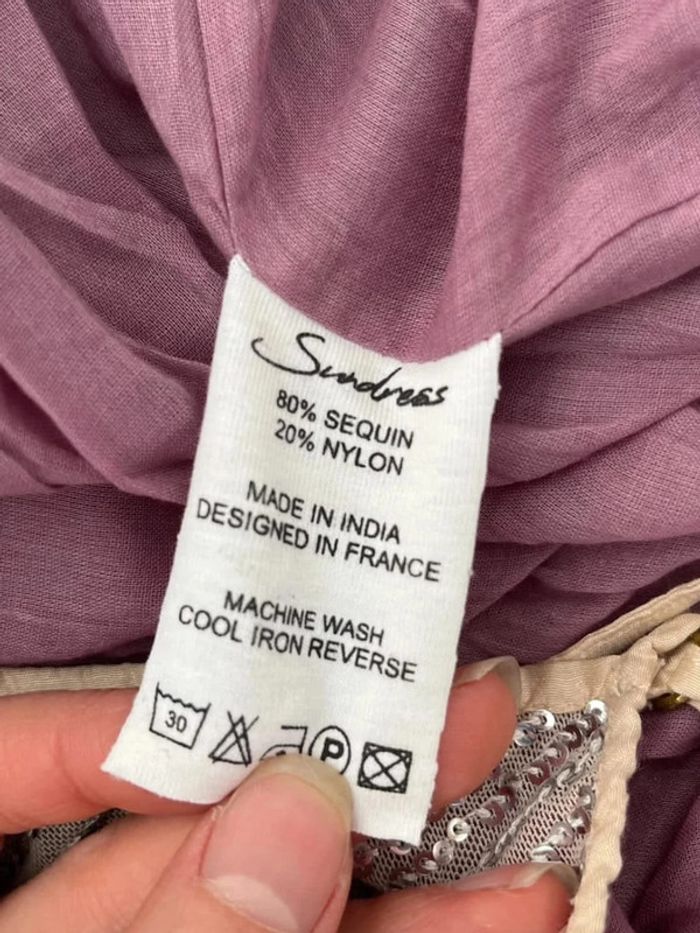 Sundress
80% SEQUIN
20% NYLON
MADE IN INDIA
DESIGNED IN FRANCE
MACHINE WASH
COOL IRON REVERSE
30
P